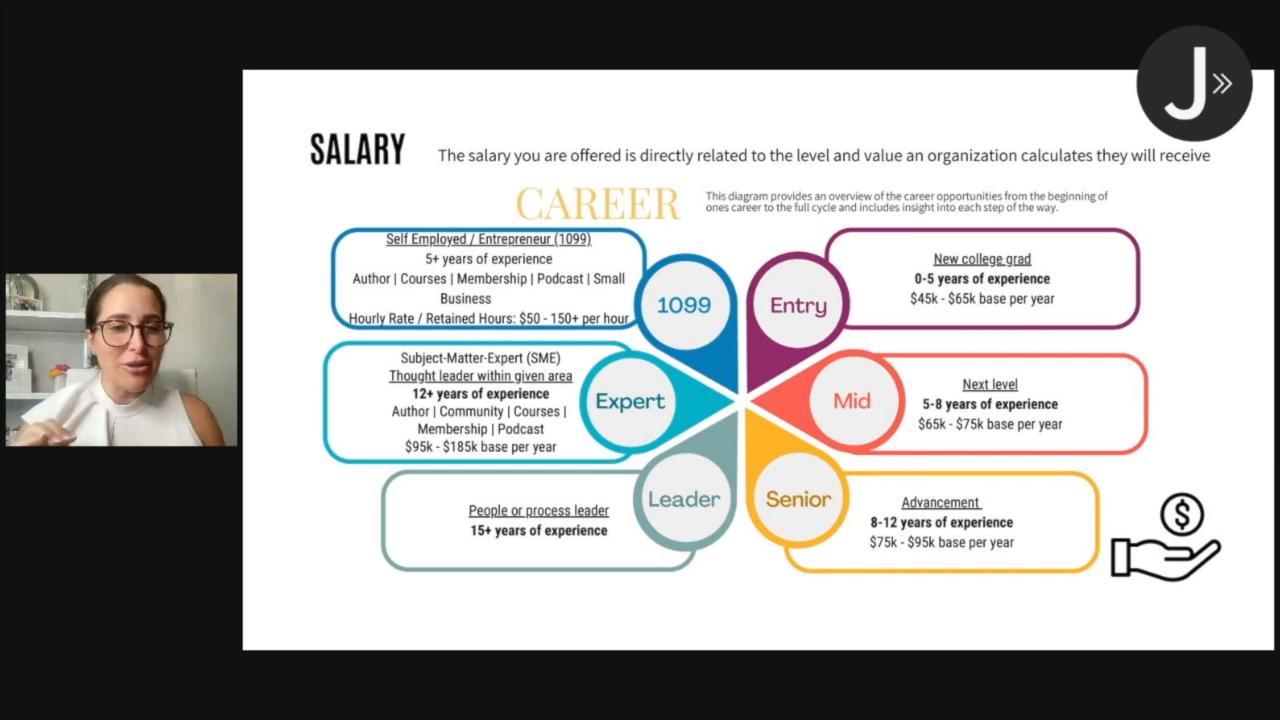 J
SALARY
The salary you are offered is directly related to the level and value an organization calculates they will receive
CAREER
This diagram provides an overview of the career opportunities from the beginning of
ones career to the full cycle and includes insight into each step of the way.
Self Employed / Entrepreneur (1099)
5+ years of experience
Author | Courses | Membership | Podcast | Small
Business
Hourly Rate / Retained Hours: $50 - 150+ per hour
1099
Entry
New college grad
0-5 years of experience
$45k - $65k base per year
Subject-Matter-Expert (SME)
Thought leader within given area
12+ years of experience
Author | Community | Courses |
Membership | Podcast
$95k - $185k base per year
Expert
Mid
Next level
5-8 years of experience
$65k - $75k base per year
People or process leader
15+ years of experience
Leader
Senior
Advancement
8-12 years of experience
$75k - $95k base per year
$